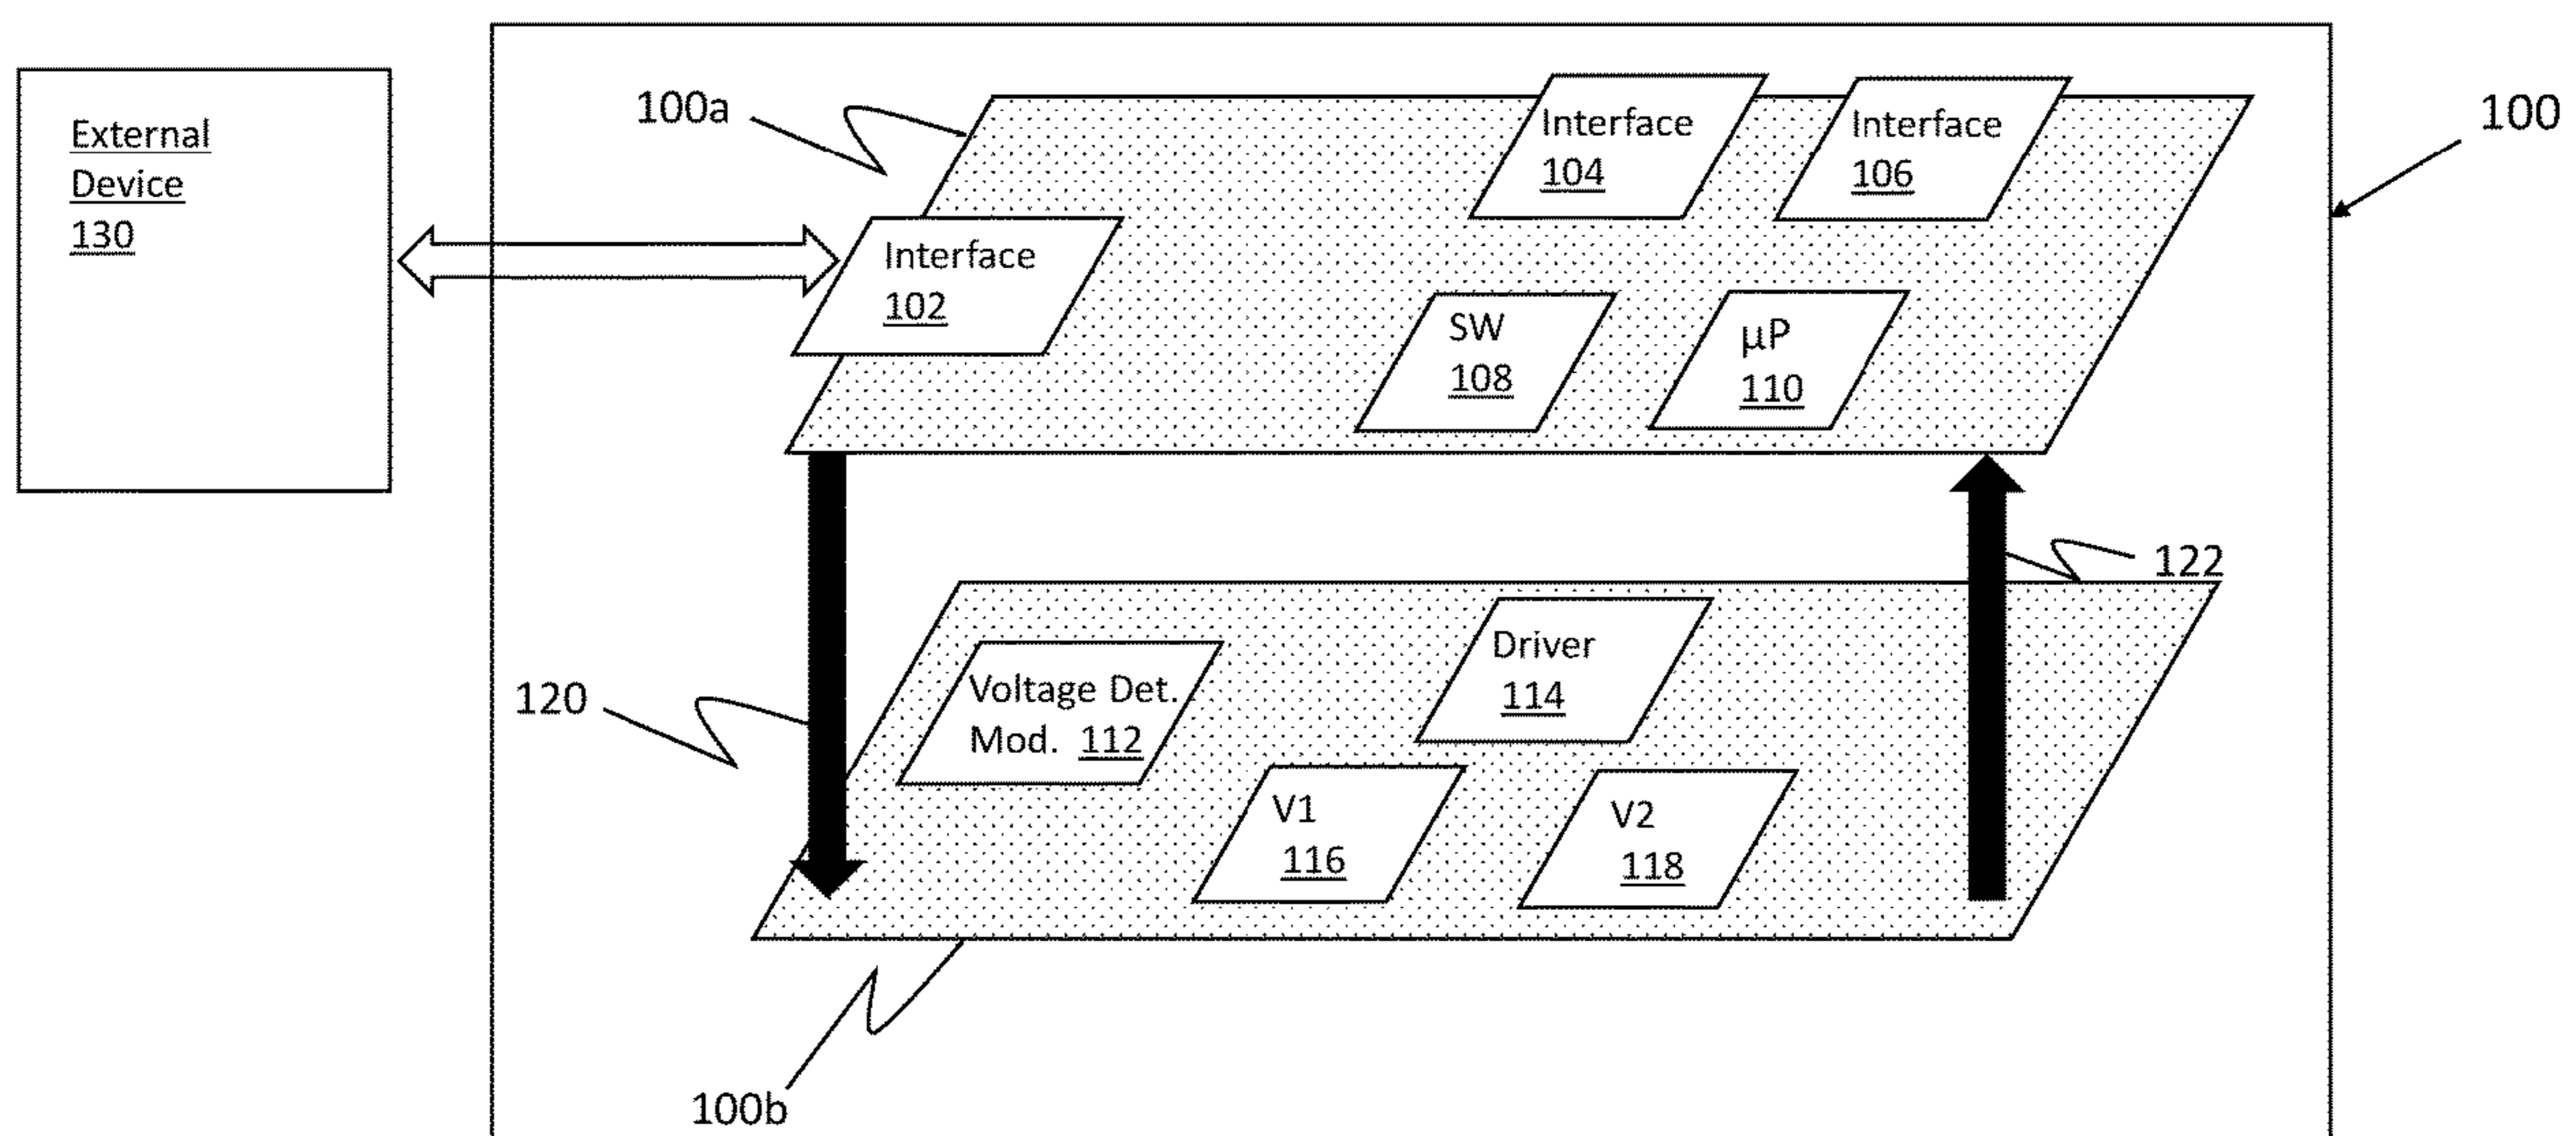 External
Device
130
100a
Interface
104
Interface
106
100
Interface
102
SW
108
µP
110
122
120
Voltage Det.
Mod. 112
Driver
114
V1
116
V2
118
100b